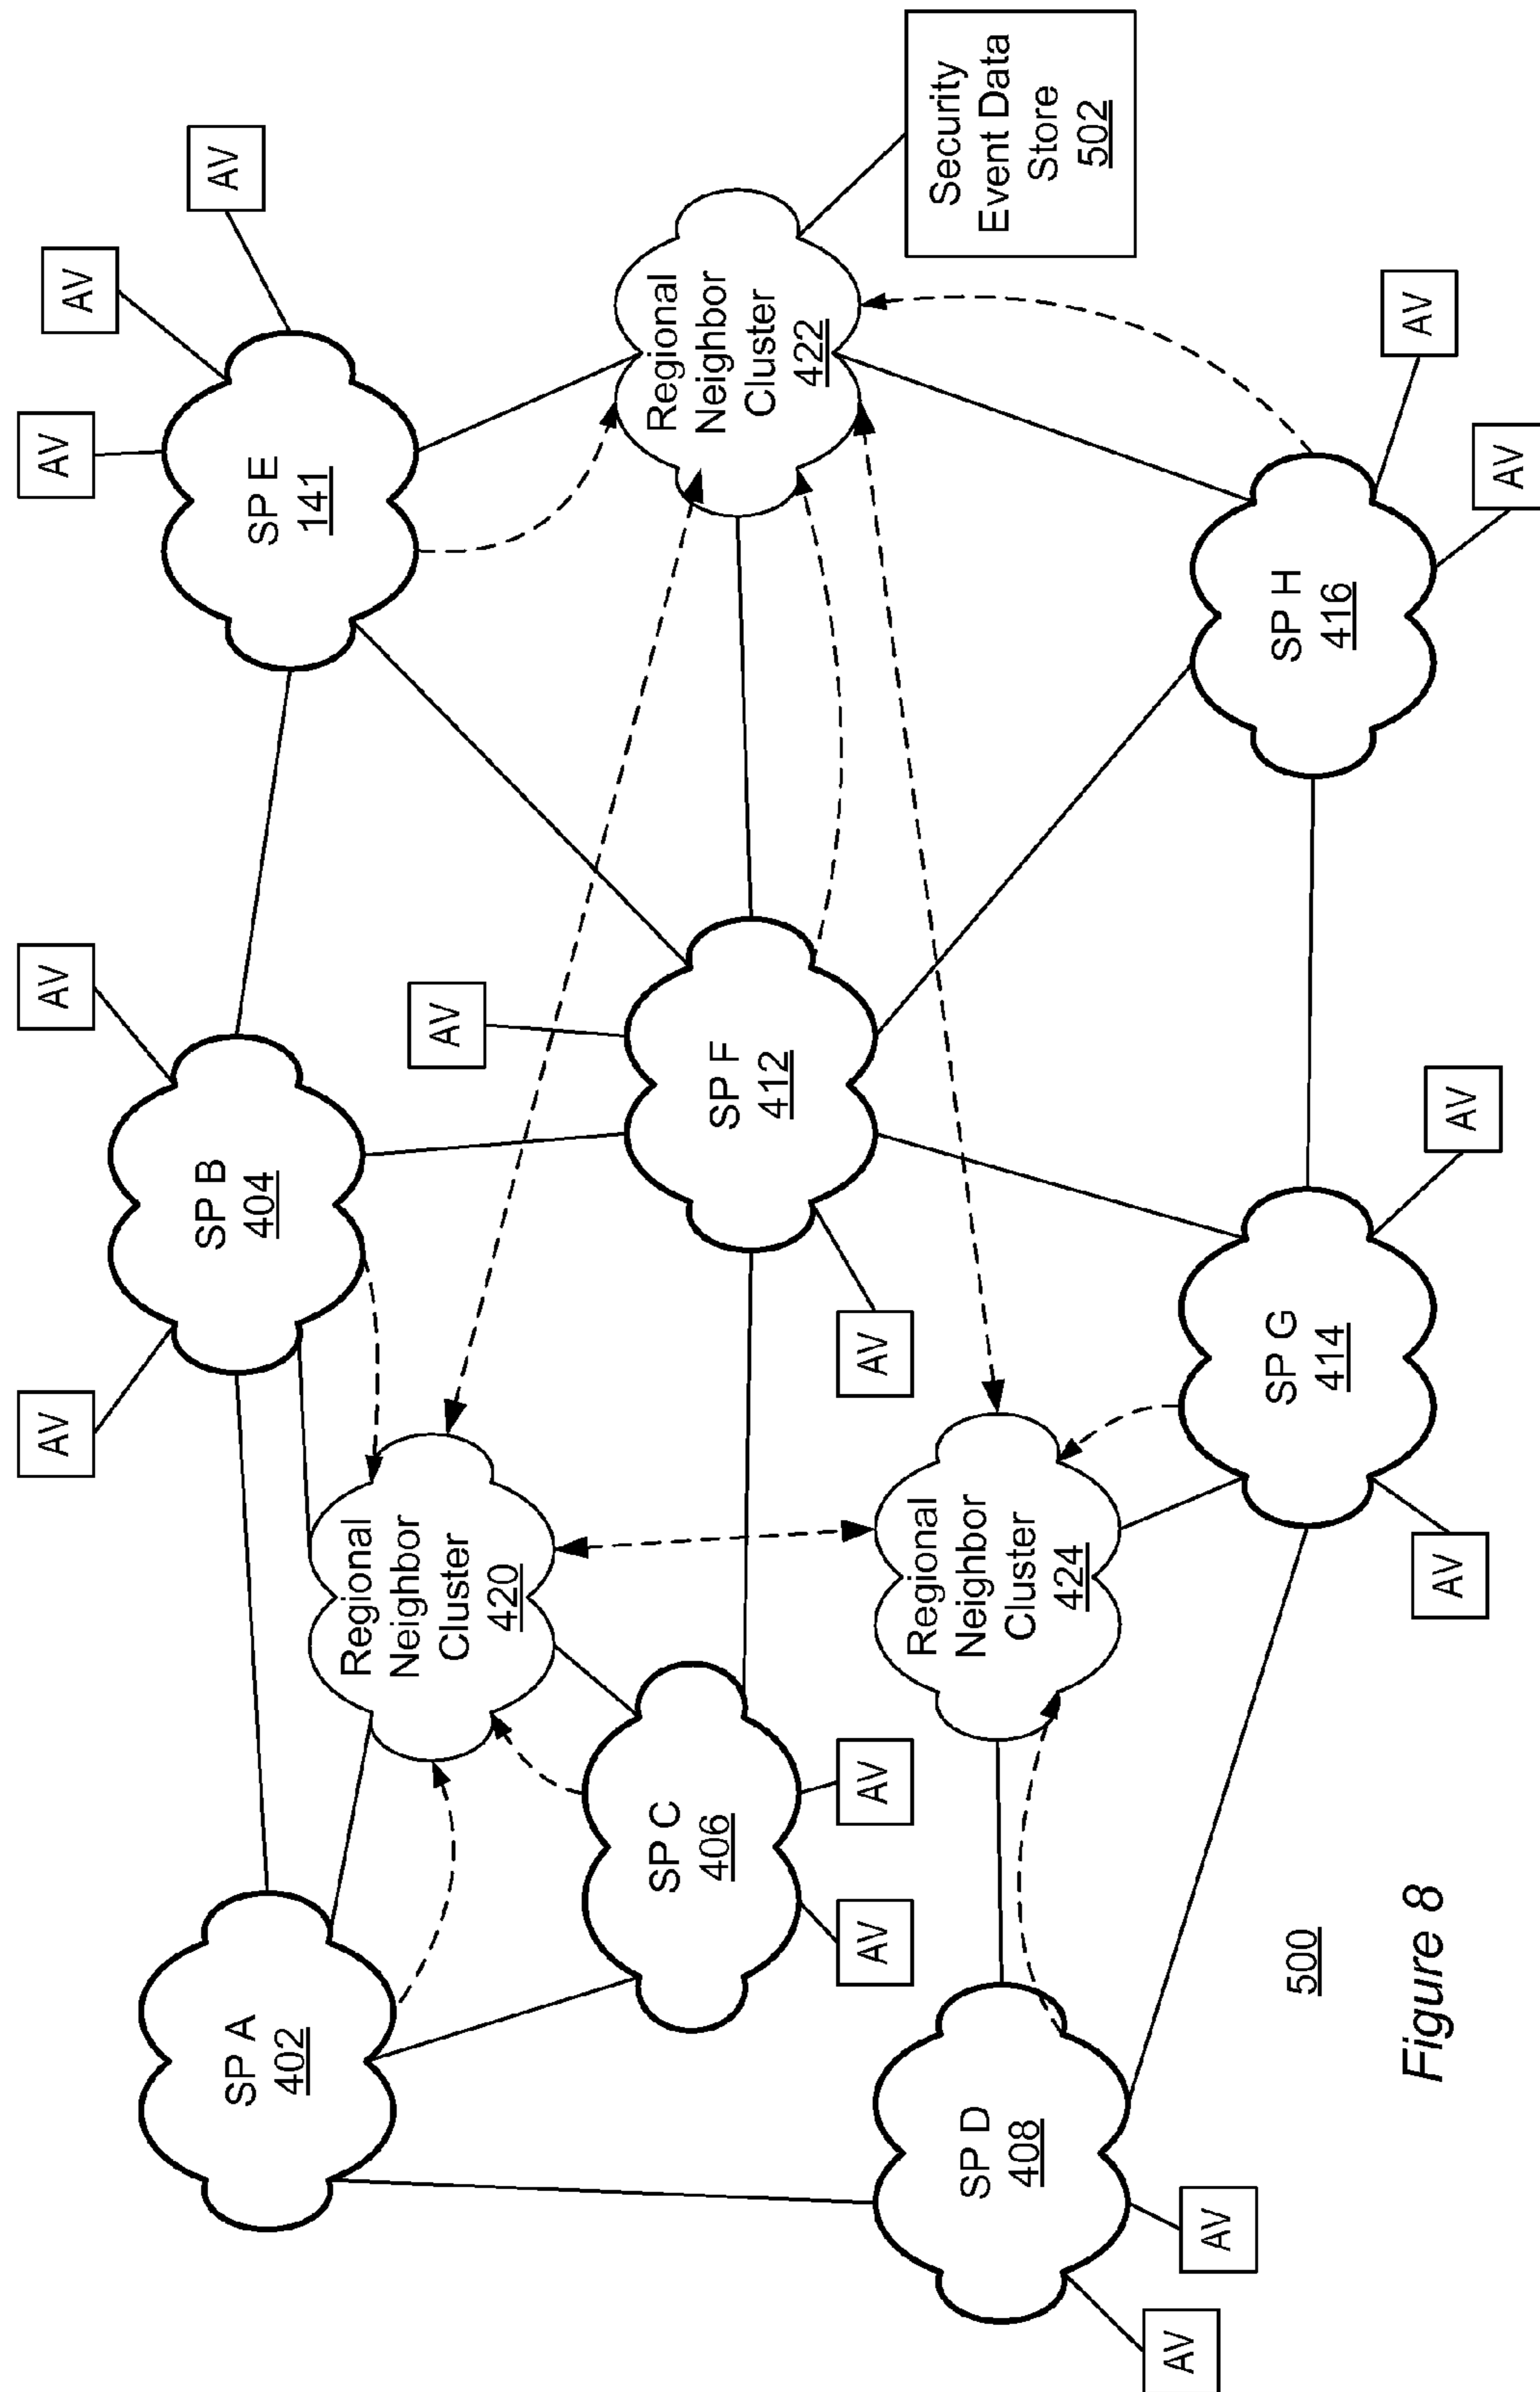 AV
AV
AV
AV
AV
SP A
402
SP B
404
SP E
141
Regional
Neighbor
Cluster
420
AV
SP C
406
SP F
412
Regional
Neighbor
Cluster
422
AV
AV
AV
Regional
Neighbor
Cluster
424
Security
Event Data
Store
502
SP D
408
AV
AV
SP G
414
SP H
416
500
AV
AV
AV
AV
Figure 8